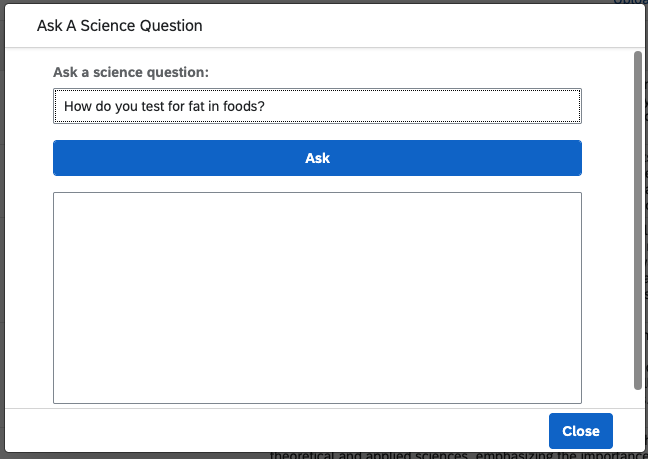 Ask A Science Question
Ask a science question:
How do you test for fat in foods?
Ask
Close
theoretical and applied sciences, emphasizing the importance